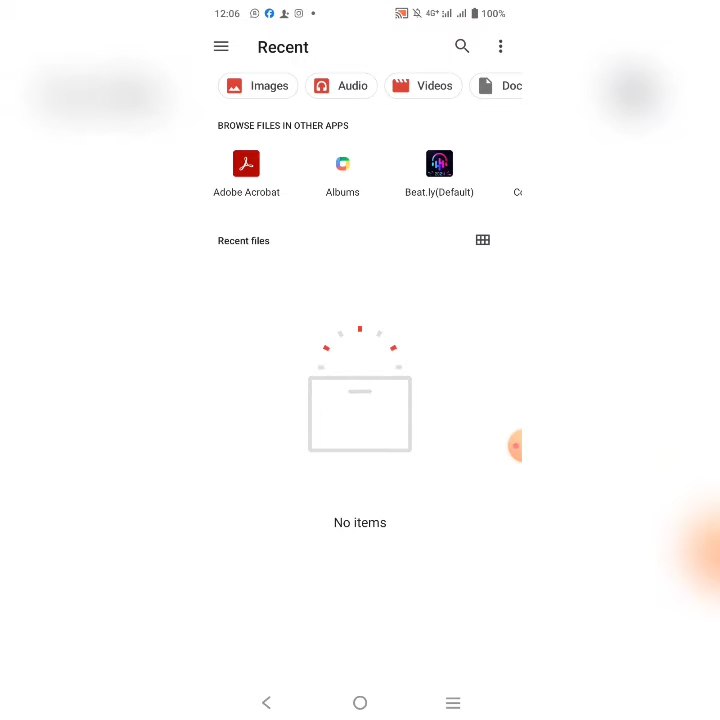 12:06 4G+ 100%
Recent
Images Audio Videos Doc
BROWSE FILES IN OTHER APPS
Adobe Acrobat Albums Beat.ly(Default)
Recent files
No items